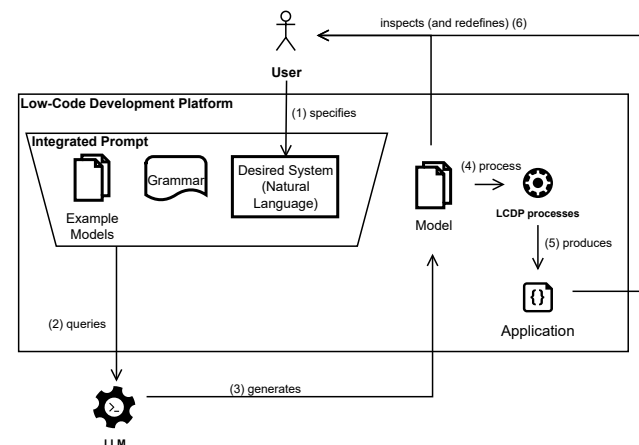 inspects (and redefines) (6)
User
Low-Code Development Platform
(1) specifies
Integrated Prompt
Grammar
Desired System
(Natural
Language)
Example
Models
(4) process
Model
LCDP processes
(5) produces
{}
Application
(2) queries
(3) generates
>_
LLM